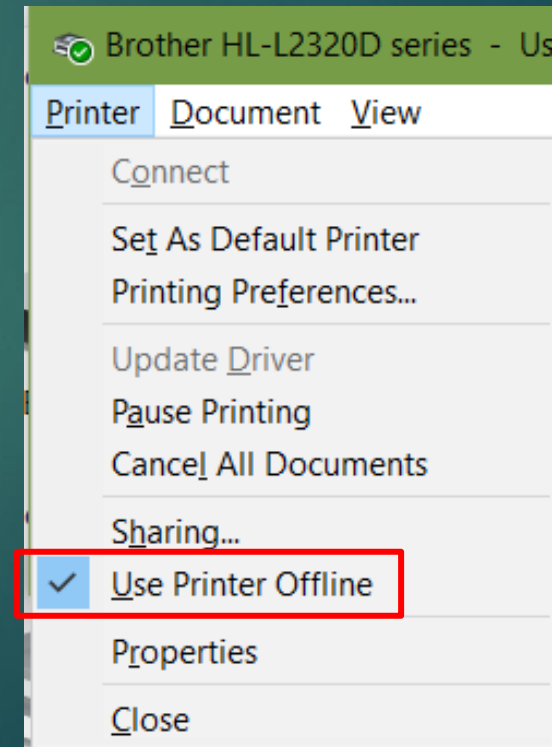 Brother HL-L2320D series - Us
Printer Document View
Connect
Set As Default Printer
Printing Preferences...
Update Driver
Pause Printing
Cancel All Documents
Sharing...
Use Printer Offline
Properties
Close